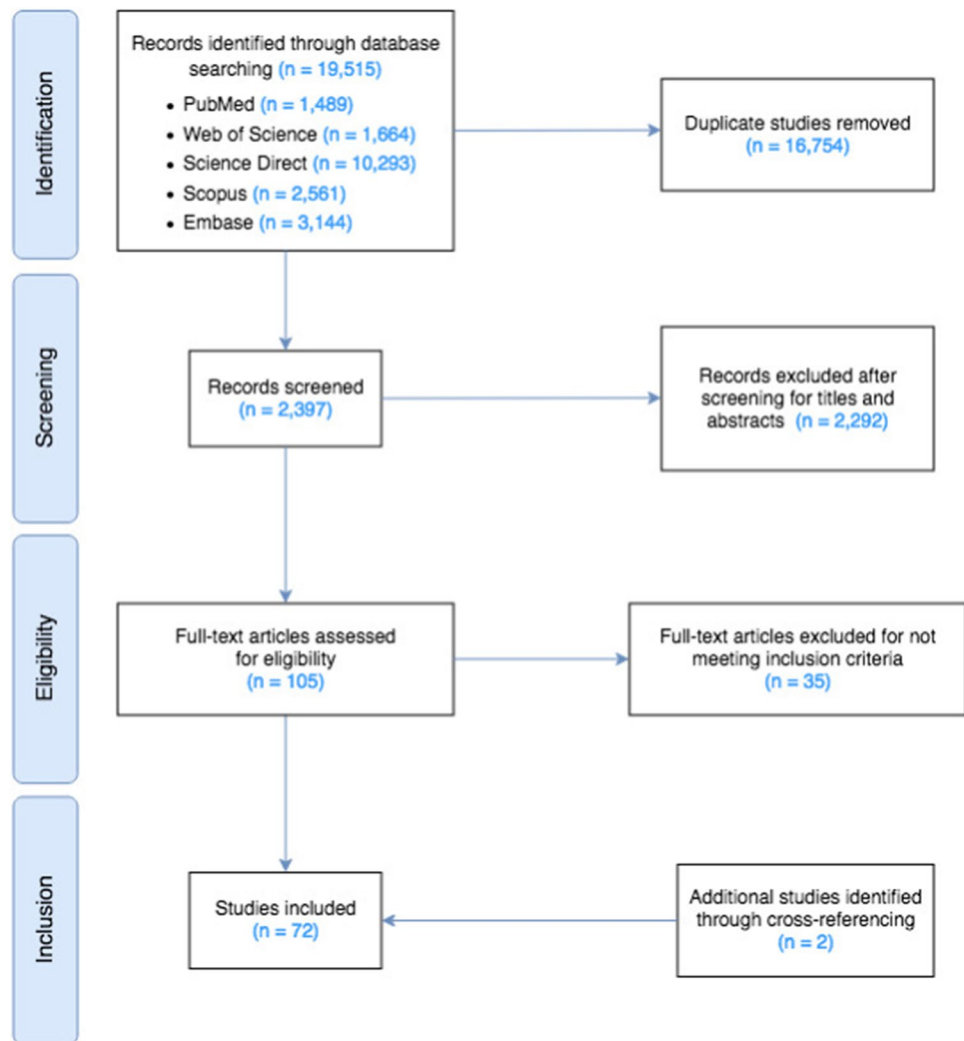 Identification
Records identified through database
searching (n = 19,515)
• PubMed (n = 1,489)
• Web of Science (n = 1,664)
• Science Direct (n = 10,293)
• Scopus (n = 2,561)
• Embase (n = 3,144)
Duplicate studies removed
(n = 16,754)
Screening
Records screened
(n = 2,397)
Records excluded after
screening for titles and
abstracts (n = 2,292)
Eligibility
Full-text articles assessed
for eligibility
(n = 105)
Full-text articles excluded for not
meeting inclusion criteria
(n = 35)
Inclusion
Studies included
(n = 72)
Additional studies identified
through cross-referencing
(n = 2)